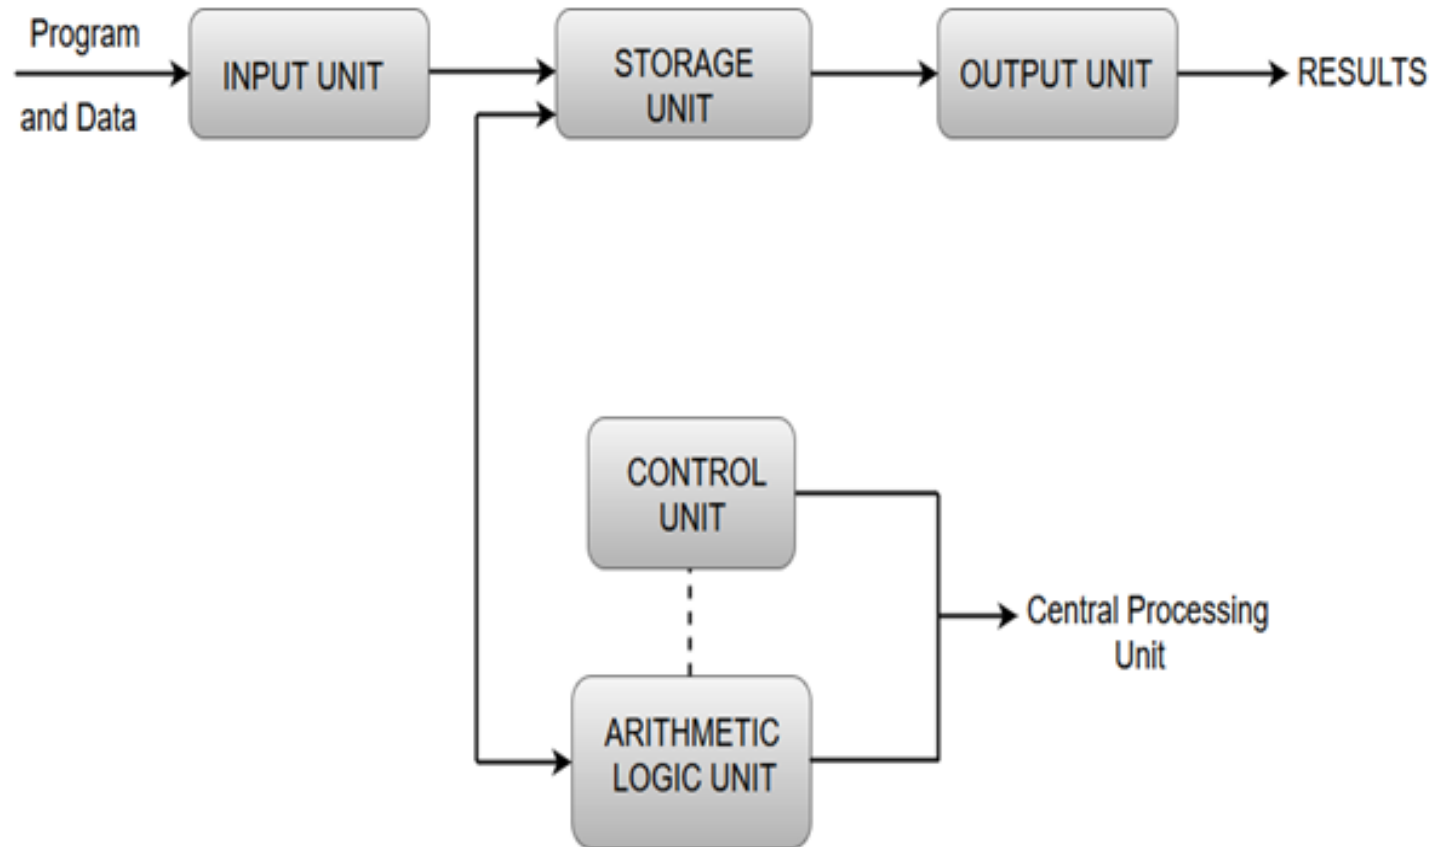 Program
and Data
INPUT UNIT
STORAGE
UNIT
OUTPUT UNIT
RESULTS
CONTROL
UNIT
ARITHMETIC
LOGIC UNIT
Central Processing
Unit